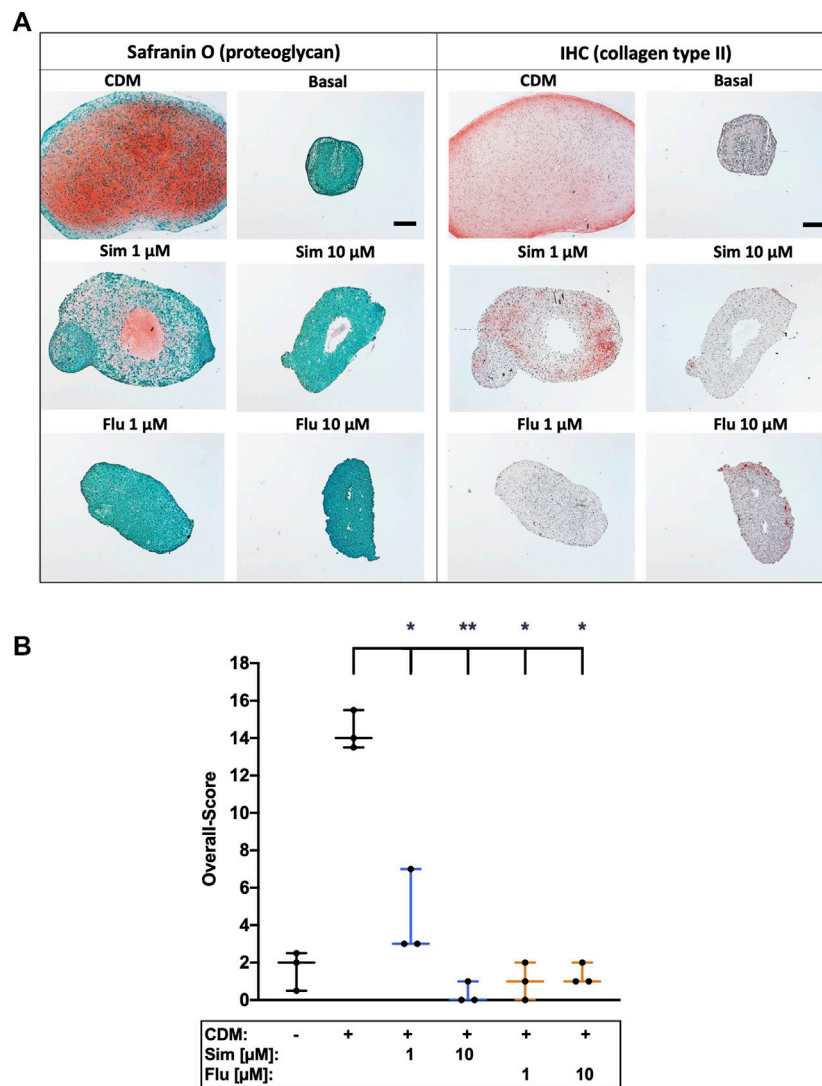 A
Safranin O (proteoglycan) IHC (collagen type II)
CDM Basal CDM Basal
Sim 1 µM Sim 10 µM Sim 1 µM Sim 10 µM
Flu 1 µM Flu 10 µM Flu 1 µM Flu 10 µM
B
* ** * *
18
16
14
12
10
8
6
4
2
0
Overall-Score
CDM: - + + + + +
Sim [µM]: 1 10
Flu [µM]: 1 10